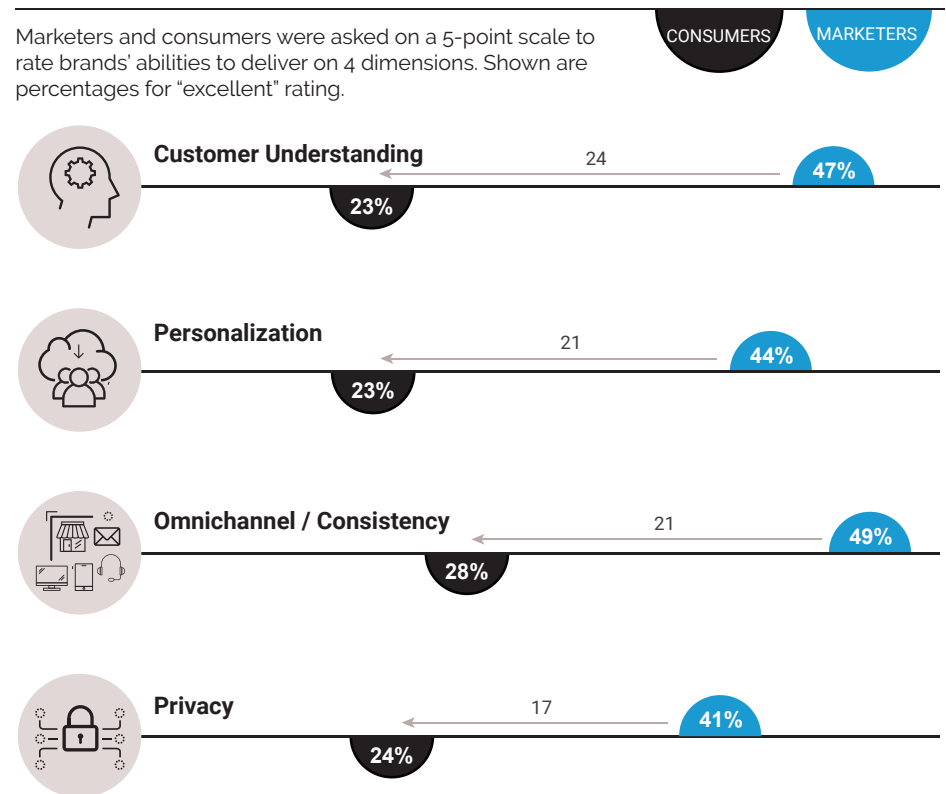 Marketers and consumers were asked on a 5-point scale to
rate brands’ abilities to deliver on 4 dimensions. Shown are
percentages for “excellent” rating.
CONSUMERS
MARKETERS
Customer Understanding
24
47%
23%
Personalization
21
44%
23%
Omnichannel / Consistency
21
49%
28%
Privacy
17
41%
24%